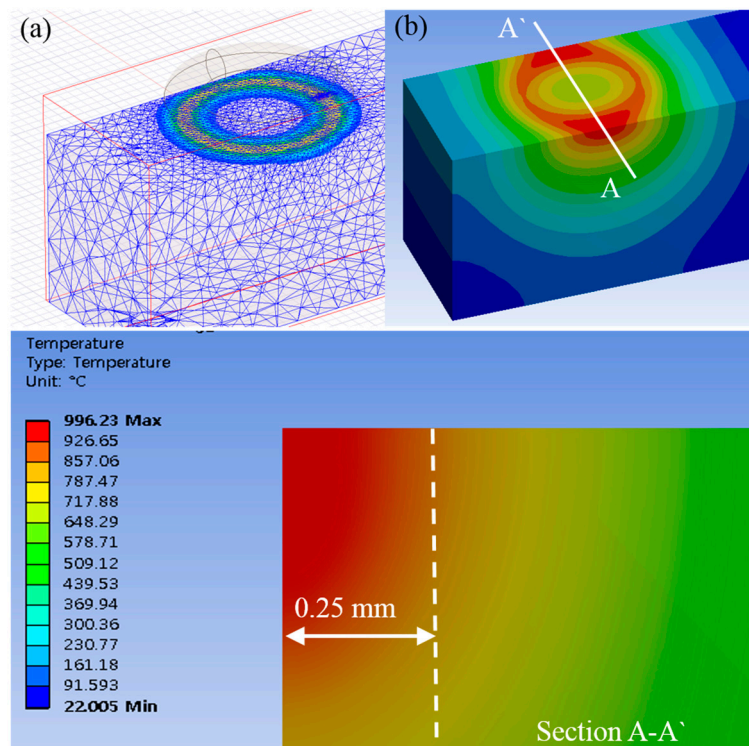 (a)
(b)
A`
A
Temperature
Type: Temperature
Unit: °C
996.23 Max
926.65
857.06
787.47
717.88
648.29
578.71
509.12
439.53
369.94
300.36
230.77
161.18
91.593
22.005 Min
0.25 mm
Section A-A`